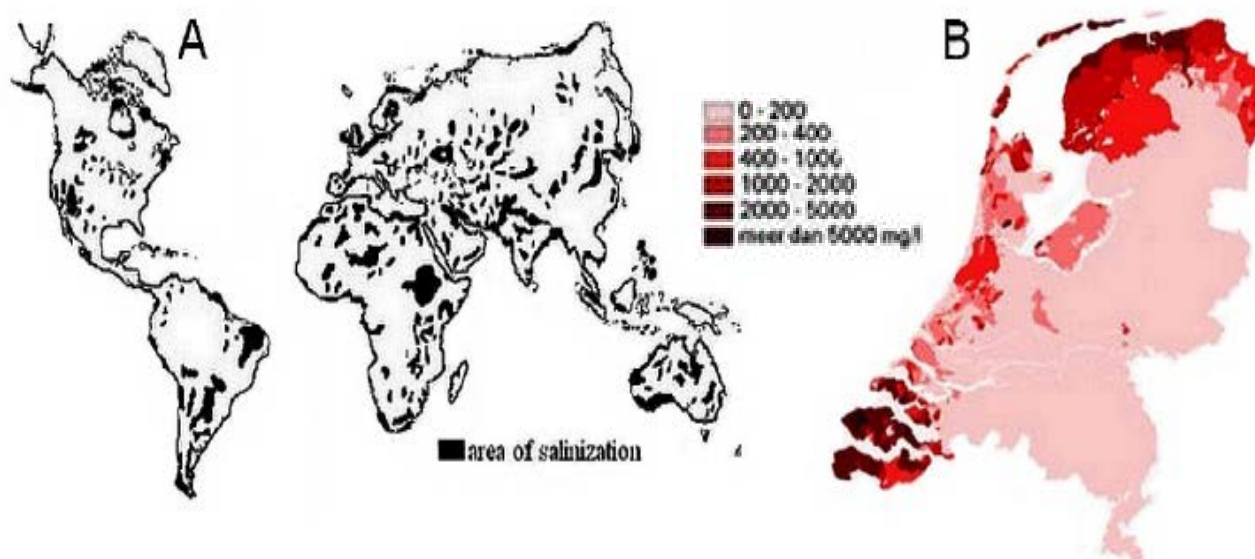 A
B
0 - 200
200 - 400
400 - 1000
1000 - 2000
2000 - 5000
meer dan 5000 mg/l
area of salinization